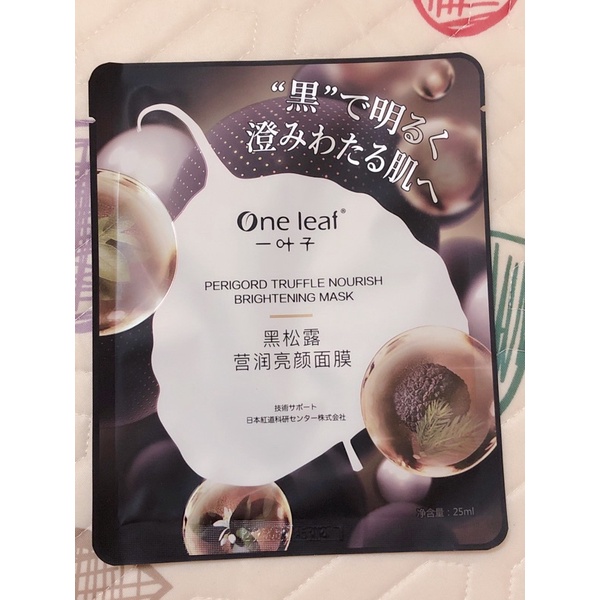 “黒”で明るく
澄みわたる肌へ
One leaf®
一叶子
PERIGORD TRUFFLE NOURISH
BRIGHTENING MASK
黑松露
营润亮颜面膜
技術サポート
日本紅道科研センター株式会社
净含量：25ml